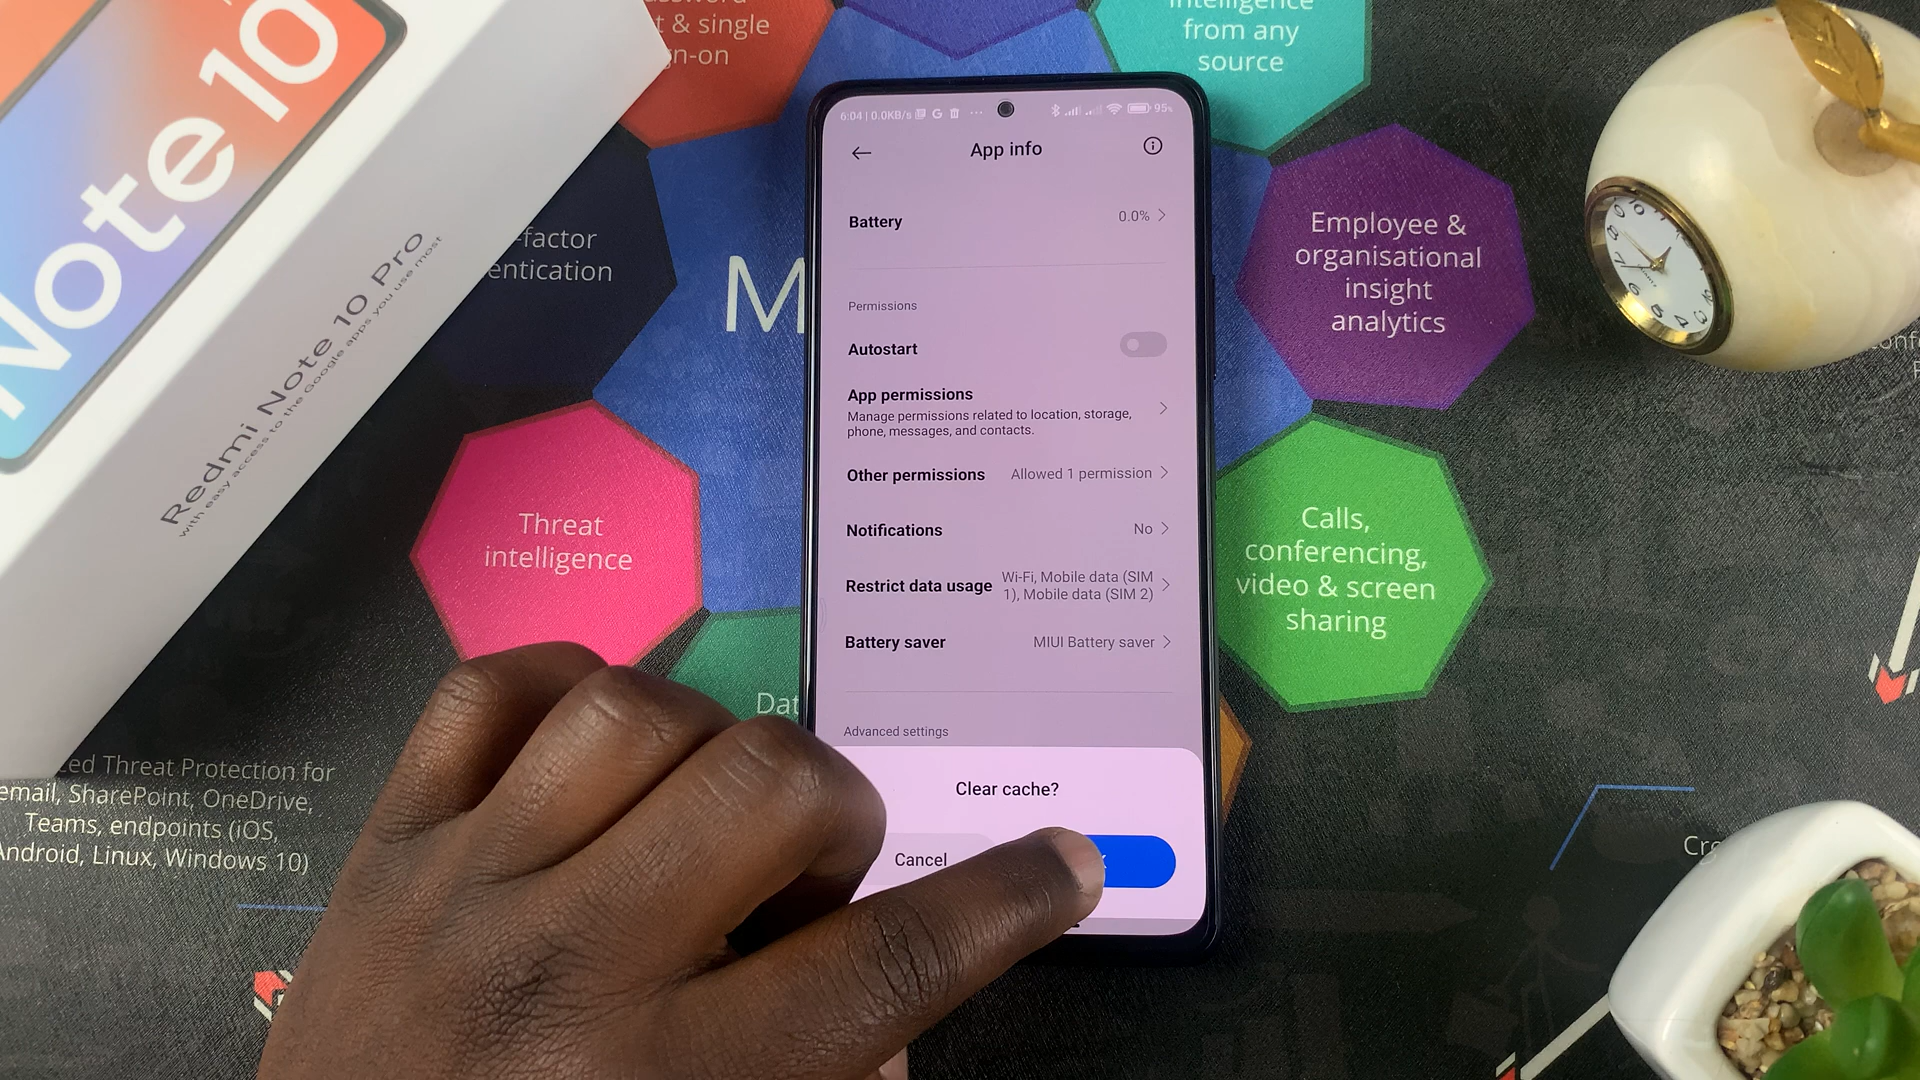 Note 10
Redmi Note 10 Pro
with easy access to the Google apps you use most
t & single
from any
source
-factor
entication
M
Employee &
organisational
insight
analytics
Threat
intelligence
Calls,
conferencing,
video & screen
sharing
Dat
ed Threat Protection for
email, SharePoint, OneDrive,
Teams, endpoints (iOS,
Android, Linux, Windows 10)
6:04 | 0.0KB/s G ... 95%
App info
Battery 0.0%
Permissions
Autostart
App permissions
Manage permissions related to location, storage,
phone, messages, and contacts.
Other permissions Allowed 1 permission
Notifications No
Restrict data usage Wi-Fi, Mobile data (SIM
1), Mobile data (SIM 2)
Battery saver MIUI Battery saver
Advanced settings
Clear cache?
Cancel